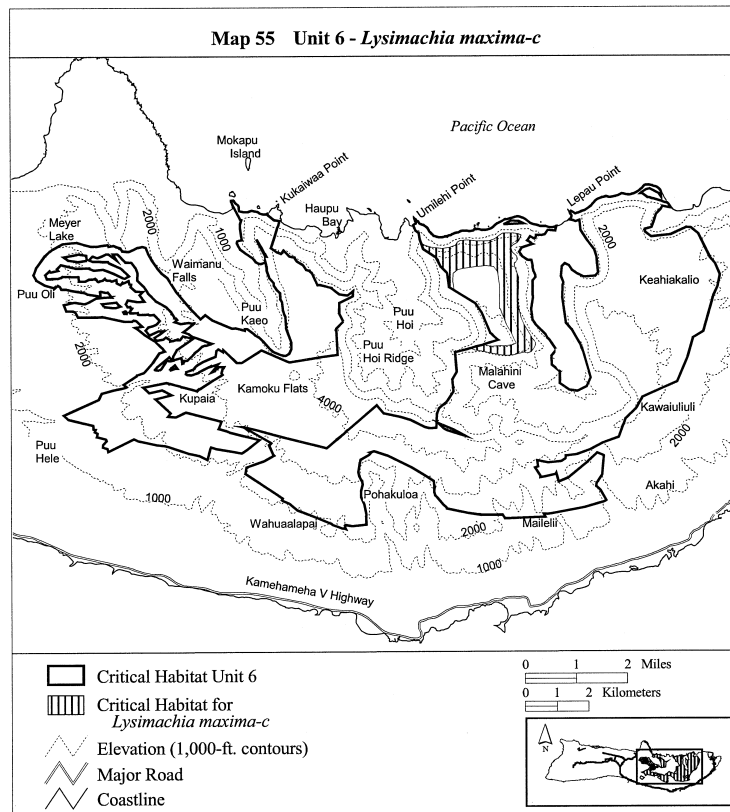 Map 55 Unit 6 - Lysimachia maxima-c
Pacific Ocean
Mokapu
Island
Kukaiwaa Point
Haupu
Bay
Umilehi Point
Lepau Point
Meyer
Lake
2000
1000
Waimanu
Falls
2000
Keahiakalio
Puu Oli
Puu
Kaeo
Puu
Hoi
Puu
Hoi Ridge
2000
Malahini
Cave
Kupaia
Kamoku Flats
4000
Kawaiuliuli
2000
Puu
Hele
1000
Pohakuloa
Akahi
Wahuaalapai
2000
Mailelii
1000
Kamehameha V Highway
Critical Habitat Unit 6
Critical Habitat for
Lysimachia maxima-c
Elevation (1,000-ft. contours)
Major Road
Coastline
0 1 2 Miles
0 1 2 Kilometers
N